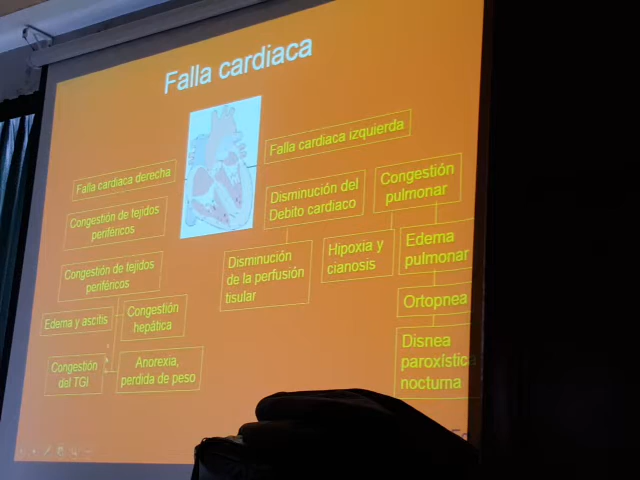 Falla cardiaca
Falla cardiaca derecha
Congestión de tejidos
periféricos
Congestión de tejidos
periféricos
Edema y ascitis
Congestión
hepática
Congestión
del TGI
Anorexia,
perdida de peso
Falla cardiaca izquierda
Disminución del
Debito cardiaco
Congestión
pulmonar
Disminución
de la perfusión
tisular
Hipoxia y
cianosis
Edema
pulmonar
Ortopnea
Disnea
paroxística
nocturna